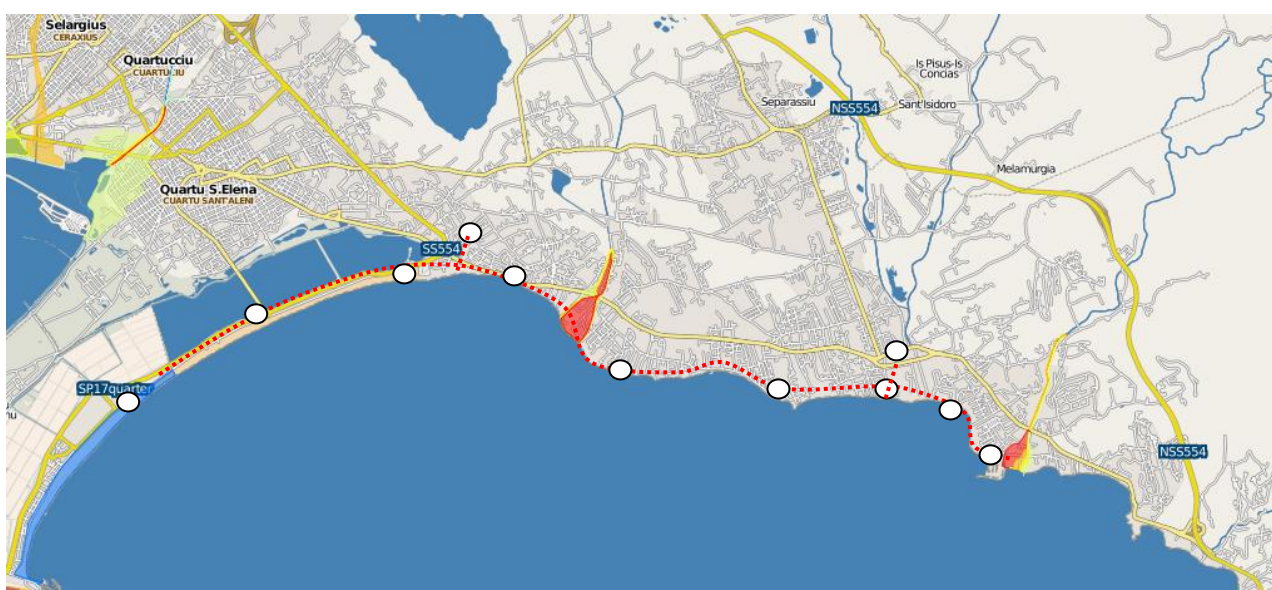 Selargius
CERAXIUS
Quartucciu
CUARTUCIU
Is Pisus-Is
Concias
Separassiu
NSS554
Sant'Isidoro
Melamurgia
Quartu S.Elena
CUARTU SANT'ALENI
SS554
SP17quarter
NSS554